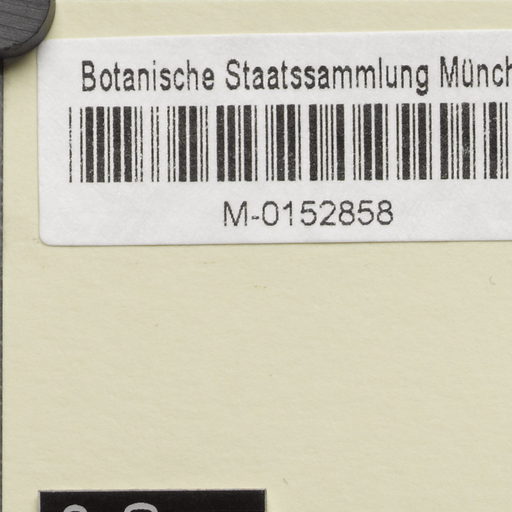 Botanische Staatssammlung Münch
M-0152858